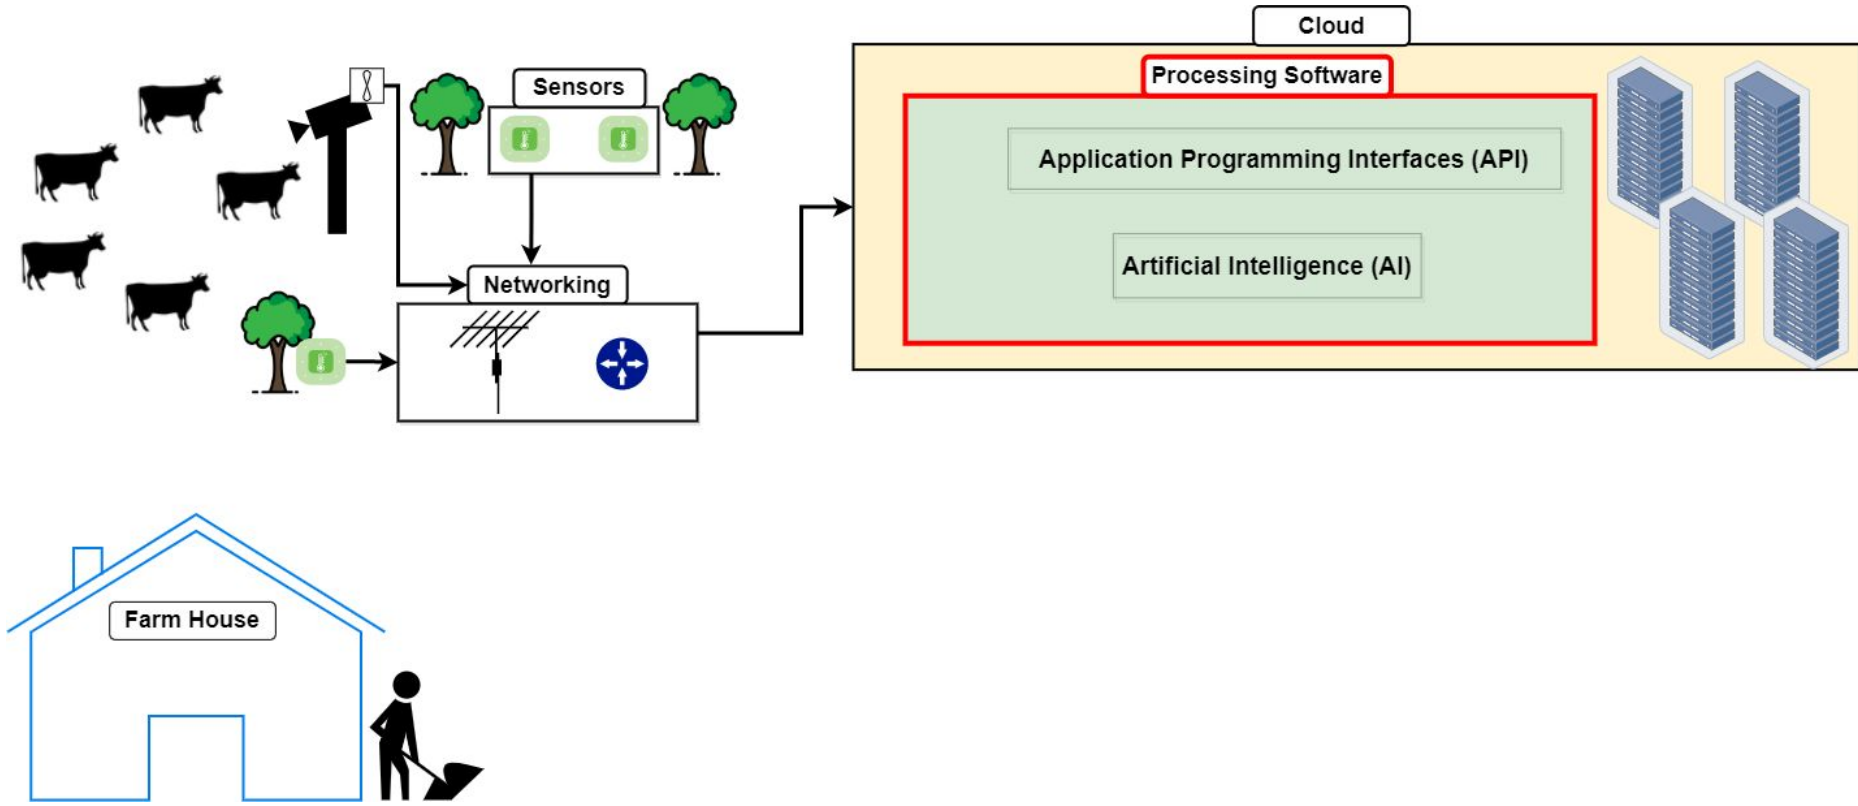 Cloud
Processing Software
Sensors
Application Programming Interfaces (API)
Artificial Intelligence (AI)
Networking
Farm House